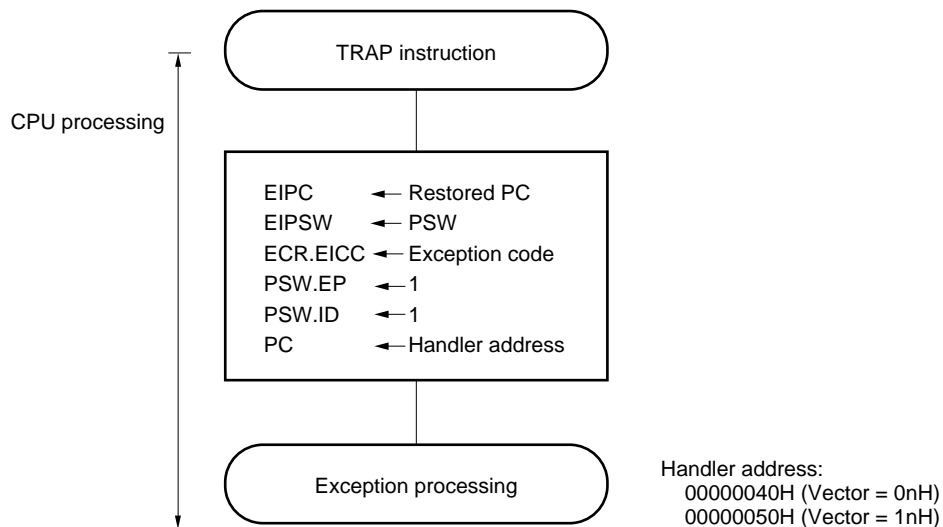 TRAP instruction
CPU processing
EIPC ← Restored PC
EIPSW ← PSW
ECR.EICC ← Exception code
PSW.EP ← 1
PSW.ID ← 1
PC ← Handler address
Exception processing
Handler address:
00000040H (Vector = 0nH)
00000050H (Vector = 1nH)